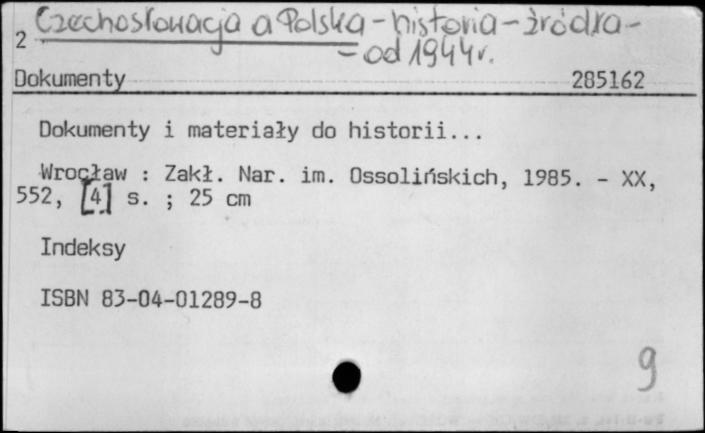 Czechosłowacja a Polska - historia - źródła -
2 - od 1944 r.
Dokumenty 285162
Dokumenty i materiały do historii...
Wrocław : Zakł. Nar. im. Ossolińskich, 1985. - XX,
552, [4] s. ; 25 cm
Indeksy
ISBN 83-04-01289-8
9